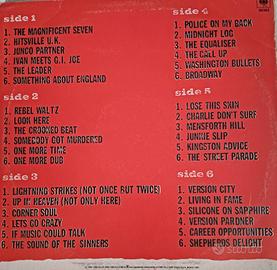 side 1
1. THE MAGNIFICENT SEVEN
2. HITSVILLE U.K.
3. JUNCO PARTNER
4. IVAN MEETS G.I. JOE
5. THE LEADER
6. SOMETHING ABOUT ENGLAND
side 2
1. REBEL WALTZ
2. LOOK HERE
3. THE CROOKED BEAT
4. SOMEBODY GOT MURDERED
5. ONE MORE TIME
6. ONE MORE DUB
side 3
1. LIGHTNING STRIKES (NOT ONCE BUT TWICE)
2. UP IN HEAVEN (NOT ONLY HERE)
3. CORNER SOUL
4. LETS GO CRAZY
5. IF MUSIC COULD TALK
6. THE SOUND OF THE SINNERS
side 4
1. POLICE ON MY BACK
2. MIDNIGHT LOG
3. THE EQUALISER
4. THE CALL UP
5. WASHINGTON BULLETS
6. BROADWAY
side 5
1. LOSE THIS SKIN
2. CHARLIE DON'T SURF
3. MENSFORTH HILL
4. JUNKIE SLIP
5. KINGSTON ADVICE
6. THE STREET PARADE
side 6
1. VERSION CITY
2. LIVING IN FAME
3. SILICONE ON SAPPHIRE
4. VERSION PARDNER
5. CAREER OPPORTUNITIES
6. SHEPHERDS DELIGHT